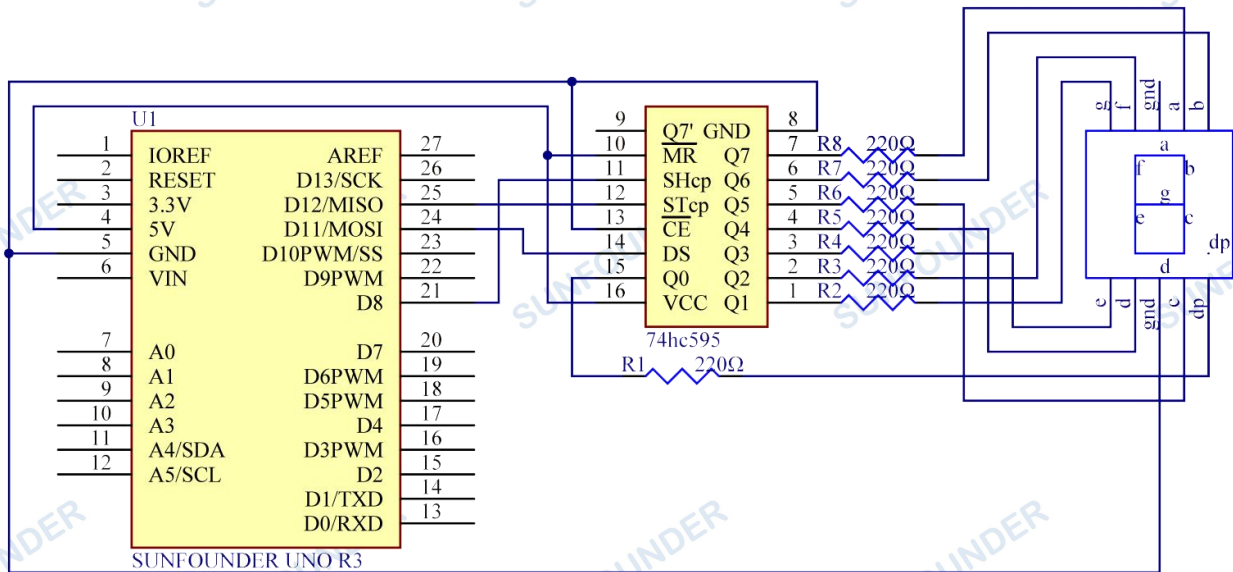 U1
1 IOREF
2 RESET
3 3.3V
4 5V
5 GND
6 VIN
7 A0
8 A1
9 A2
10 A3
11 A4/SDA
12 A5/SCL
AREF 27
D13/SCK 26
D12/MISO 25
D11/MOSI 24
D10PWM/SS 23
D9PWM 22
D8 21
D7 20
D6PWM 19
D5PWM 18
D4 17
D3PWM 16
D2 15
D1/TXD 14
D0/RXD 13
SUNFOUNDER UNO R3
9 Q7' GND 8
10 MR Q7 7 R8 220Ω
11 SHcp Q6 6 R7 220Ω
12 STcp Q5 5 R6 220Ω
13 CE Q4 4 R5 220Ω
14 DS Q3 3 R4 220Ω
15 Q0 Q2 2 R3 220Ω
16 VCC Q1 1 R2 220Ω
74hc595
R1 220Ω
g f gnd a b
a
f b
g
e c
dp
d
e d gnd c dp
SUNFOUNDER
SUNFOUNDER